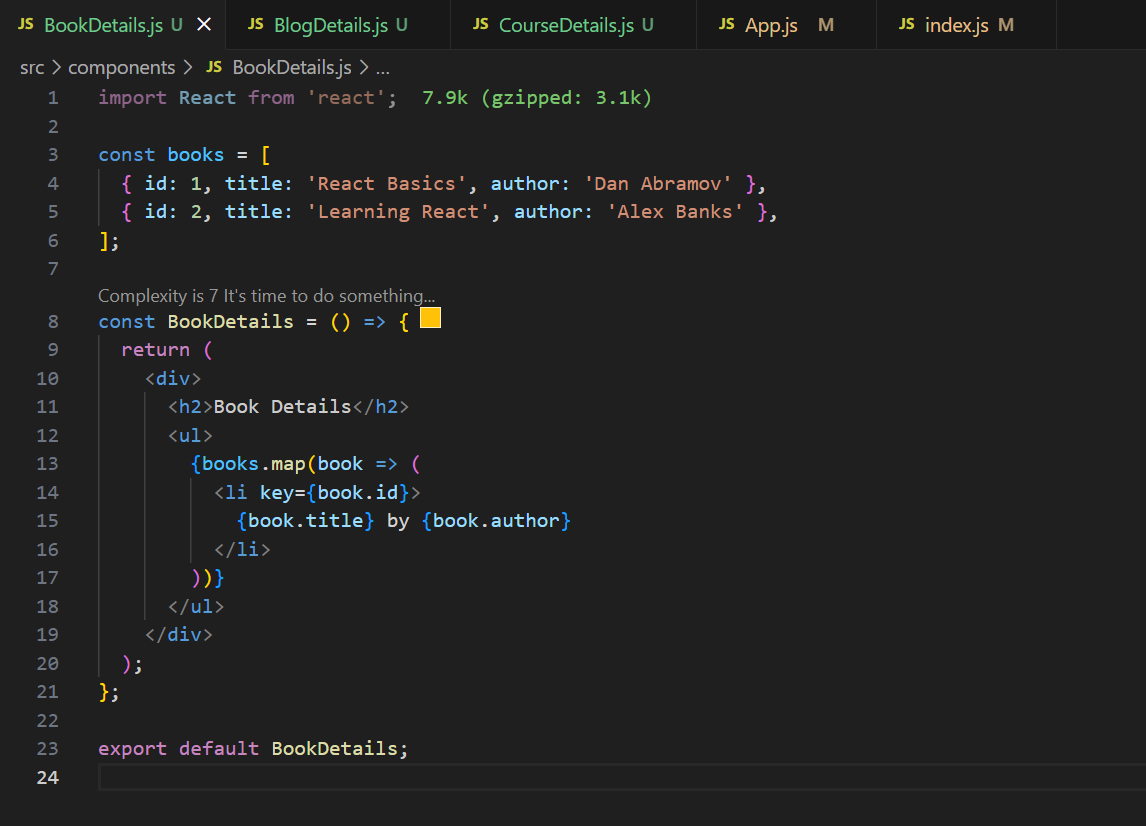 JS BookDetails.js U × JS BlogDetails.js U JS CourseDetails.js U JS App.js M JS index.js M
src > components > JS BookDetails.js > ...
1 import React from 'react'; 7.9k (gzipped: 3.1k)
2
3 const books = [
4 { id: 1, title: 'React Basics', author: 'Dan Abramov' },
5 { id: 2, title: 'Learning React', author: 'Alex Banks' },
6 ];
7
Complexity is 7 It's time to do something...
8 const BookDetails = () => {
9 return (
10 <div>
11 <h2>Book Details</h2>
12 <ul>
13 {books.map(book => (
14 <li key={book.id}>
15 {book.title} by {book.author}
16 </li>
17 ))}
18 </ul>
19 </div>
20 );
21 };
22
23 export default BookDetails;
24